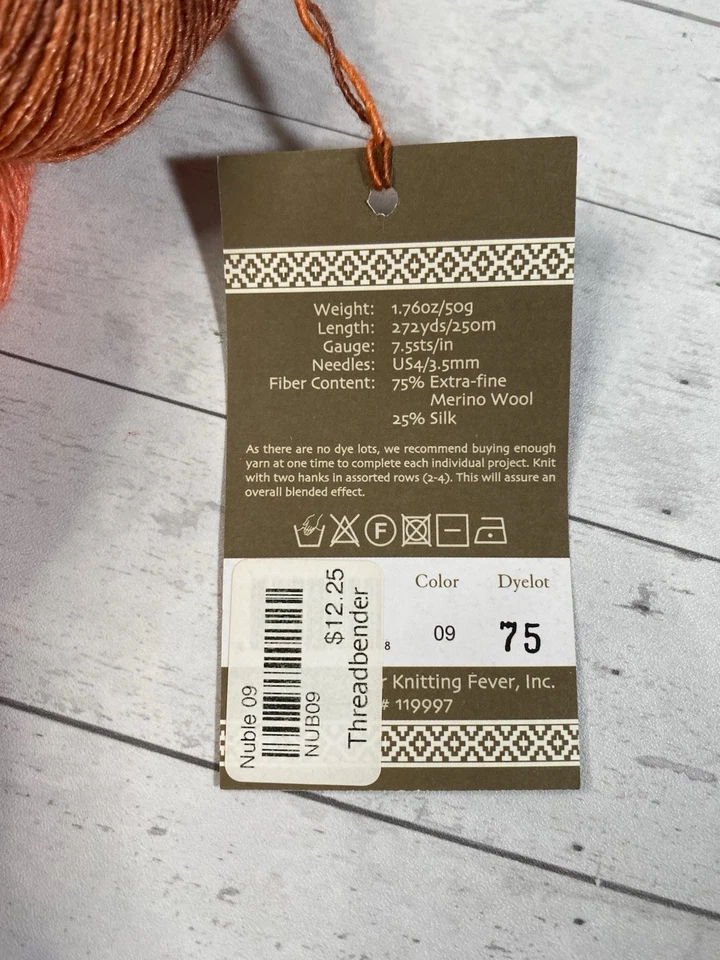 Weight: 1.76oz/50g
Length: 272yds/250m
Gauge: 7.5sts/in
Needles: US4/3.5mm
Fiber Content: 75% Extra-fine
Merino Wool
25% Silk
As there are no dye lots, we recommend buying enough
yarn at one time to complete each individual project. Knit
with two hanks in assorted rows (2-4). This will assure an
overall blended effect.
F
Color Dyelot
8 09 75
r Knitting Fever, Inc.
# 119997
Nuble 09
NUB09
$12.25
Threadbender